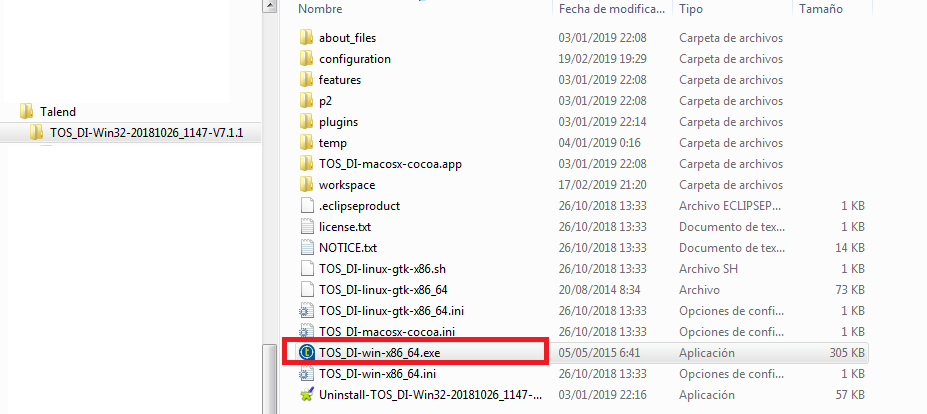 Talend
TOS_DI-Win32-20181026_1147-V7.1.1
Nombre Fecha de modifica... Tipo Tamaño
about_files 03/01/2019 22:08 Carpeta de archivos
configuration 19/02/2019 19:29 Carpeta de archivos
features 03/01/2019 22:08 Carpeta de archivos
p2 03/01/2019 22:08 Carpeta de archivos
plugins 03/01/2019 22:14 Carpeta de archivos
temp 04/01/2019 0:16 Carpeta de archivos
TOS_DI-macosx-cocoa.app 03/01/2019 22:08 Carpeta de archivos
workspace 17/02/2019 21:20 Carpeta de archivos
.eclipseproduct 26/10/2018 13:33 Archivo ECLIPSEP... 1 KB
license.txt 26/10/2018 13:33 Documento de tex... 1 KB
NOTICE.txt 26/10/2018 13:33 Documento de tex... 14 KB
TOS_DI-linux-gtk-x86.sh 26/10/2018 13:33 Archivo SH 1 KB
TOS_DI-linux-gtk-x86_64 20/08/2014 8:34 Archivo 73 KB
TOS_DI-linux-gtk-x86_64.ini 26/10/2018 13:33 Opciones de confi... 1 KB
TOS_DI-macosx-cocoa.ini 26/10/2018 13:33 Opciones de confi... 1 KB
TOS_DI-win-x86_64.exe 05/05/2015 6:41 Aplicación 305 KB
TOS_DI-win-x86_64.ini 26/10/2018 13:33 Opciones de confi... 1 KB
Uninstall-TOS_DI-Win32-20181026_1147-... 03/01/2019 22:16 Aplicación 57 KB